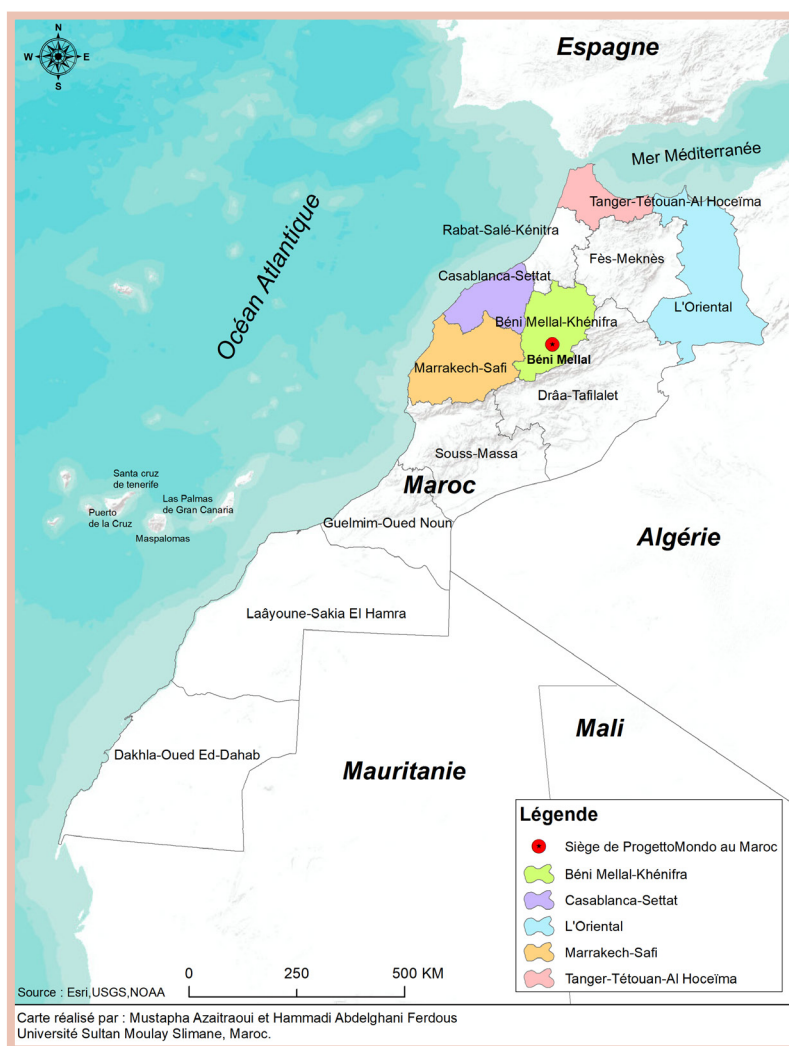 N
W
E
S
Espagne
Mer Méditerranée
Océan Atlantique
Tanger-Tétouan-Al Hoceïma
Rabat-Salé-Kénitra
Fès-Meknès
Casablanca-Settat
L'Oriental
Béni Mellal-Khénifra
Béni Mellal
Marrakech-Safi
Drâa-Tafilalet
Souss-Massa
Maroc
Santa cruz
de tenerife
Las Palmas
de Gran Canaria
Puerto
de la Cruz
Maspalomas
Guelmim-Oued Noun
Algérie
Laâyoune-Sakia El Hamra
Mali
Dakhla-Oued Ed-Dahab
Mauritanie
Légende
Siège de ProgettoMondo au Maroc
Béni Mellal-Khénifra
Casablanca-Settat
L'Oriental
Marrakech-Safi
Tanger-Tétouan-Al Hoceïma
0 250 500 KM
Source : Esri,USGS,NOAA
Carte réalisé par : Mustapha Azaitraoui et Hammadi Abdelghani Ferdous
Université Sultan Moulay Slimane, Maroc.